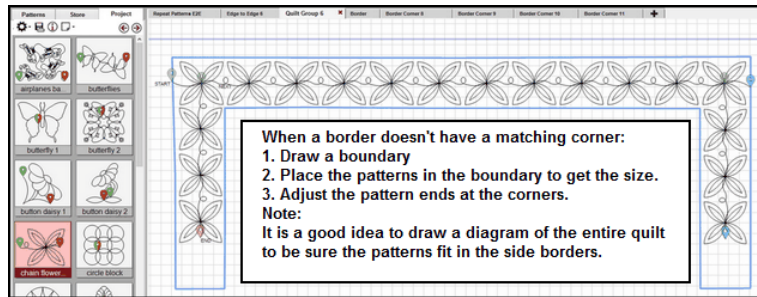 Patterns Store Project
Repeat Patterns E2E Edge to Edge 6 Quilt Group 6 Border Border Corner 8 Border Corner 9 Border Corner 10 Border Corner 11
airplanes ba... butterflies
butterfly 1 butterfly 2
button daisy 1 button daisy 2
chain flower... circle block
START NEXT
END
When a border doesn't have a matching corner:
1. Draw a boundary
2. Place the patterns in the boundary to get the size.
3. Adjust the pattern ends at the corners.
Note:
It is a good idea to draw a diagram of the entire quilt
to be sure the patterns fit in the side borders.